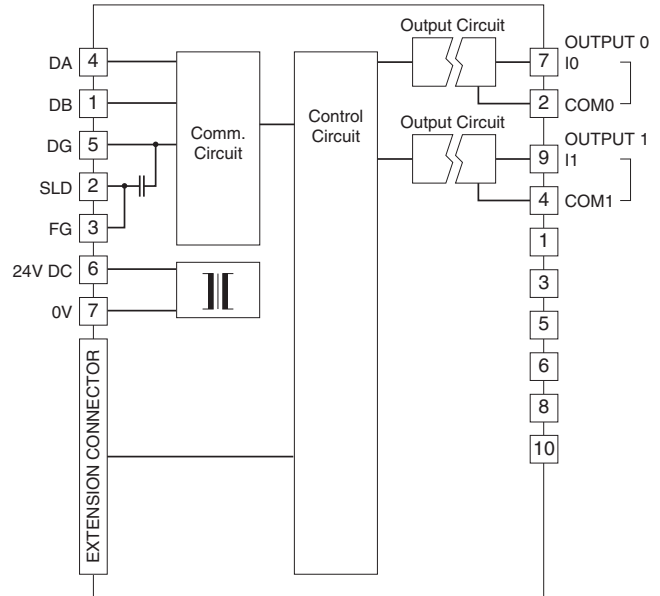 DA 4
DB 1
DG 5
SLD 2
FG 3
24V DC 6
0V 7
EXTENSION CONNECTOR
Comm.
Circuit
Control
Circuit
Output Circuit
7 OUTPUT 0
I0
2 COM0
Output Circuit
9 OUTPUT 1
I1
4 COM1
1
3
5
6
8
10